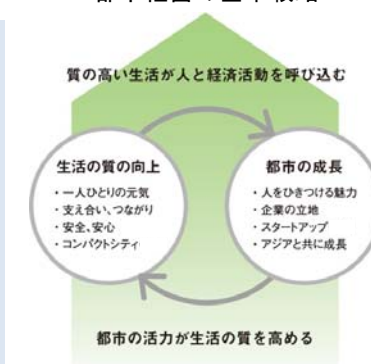 質の高い生活が人と経済活動を呼び込む
生活の質の向上
・一人ひとりの元気
・支え合い、つながり
・安全、安心
・コンパクトシティ
都市の成長
・人をひきつける魅力
・企業の立地
・スタートアップ
・アジアと共に成長
都市の活力が生活の質を高める